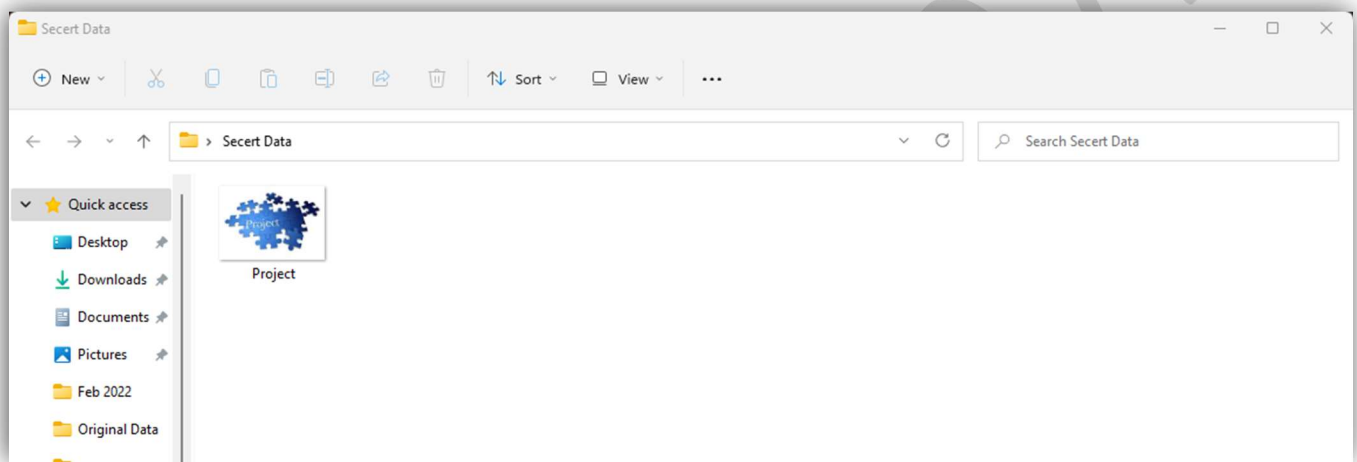 Secert Data
New
Sort
View
Secert Data
Search Secert Data
Quick access
Desktop
Downloads
Documents
Pictures
Feb 2022
Original Data
Project
Project